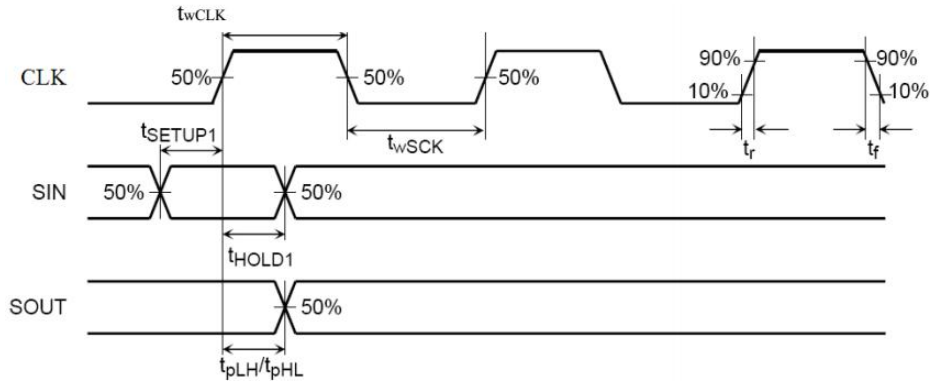 twCLK
CLK 50% 50% 50% 90% 90%
10% 10%
tSETUP1 twSCK tr tf
SIN 50% 50%
tHOLD1
SOUT 50%
tpLH/tpHL